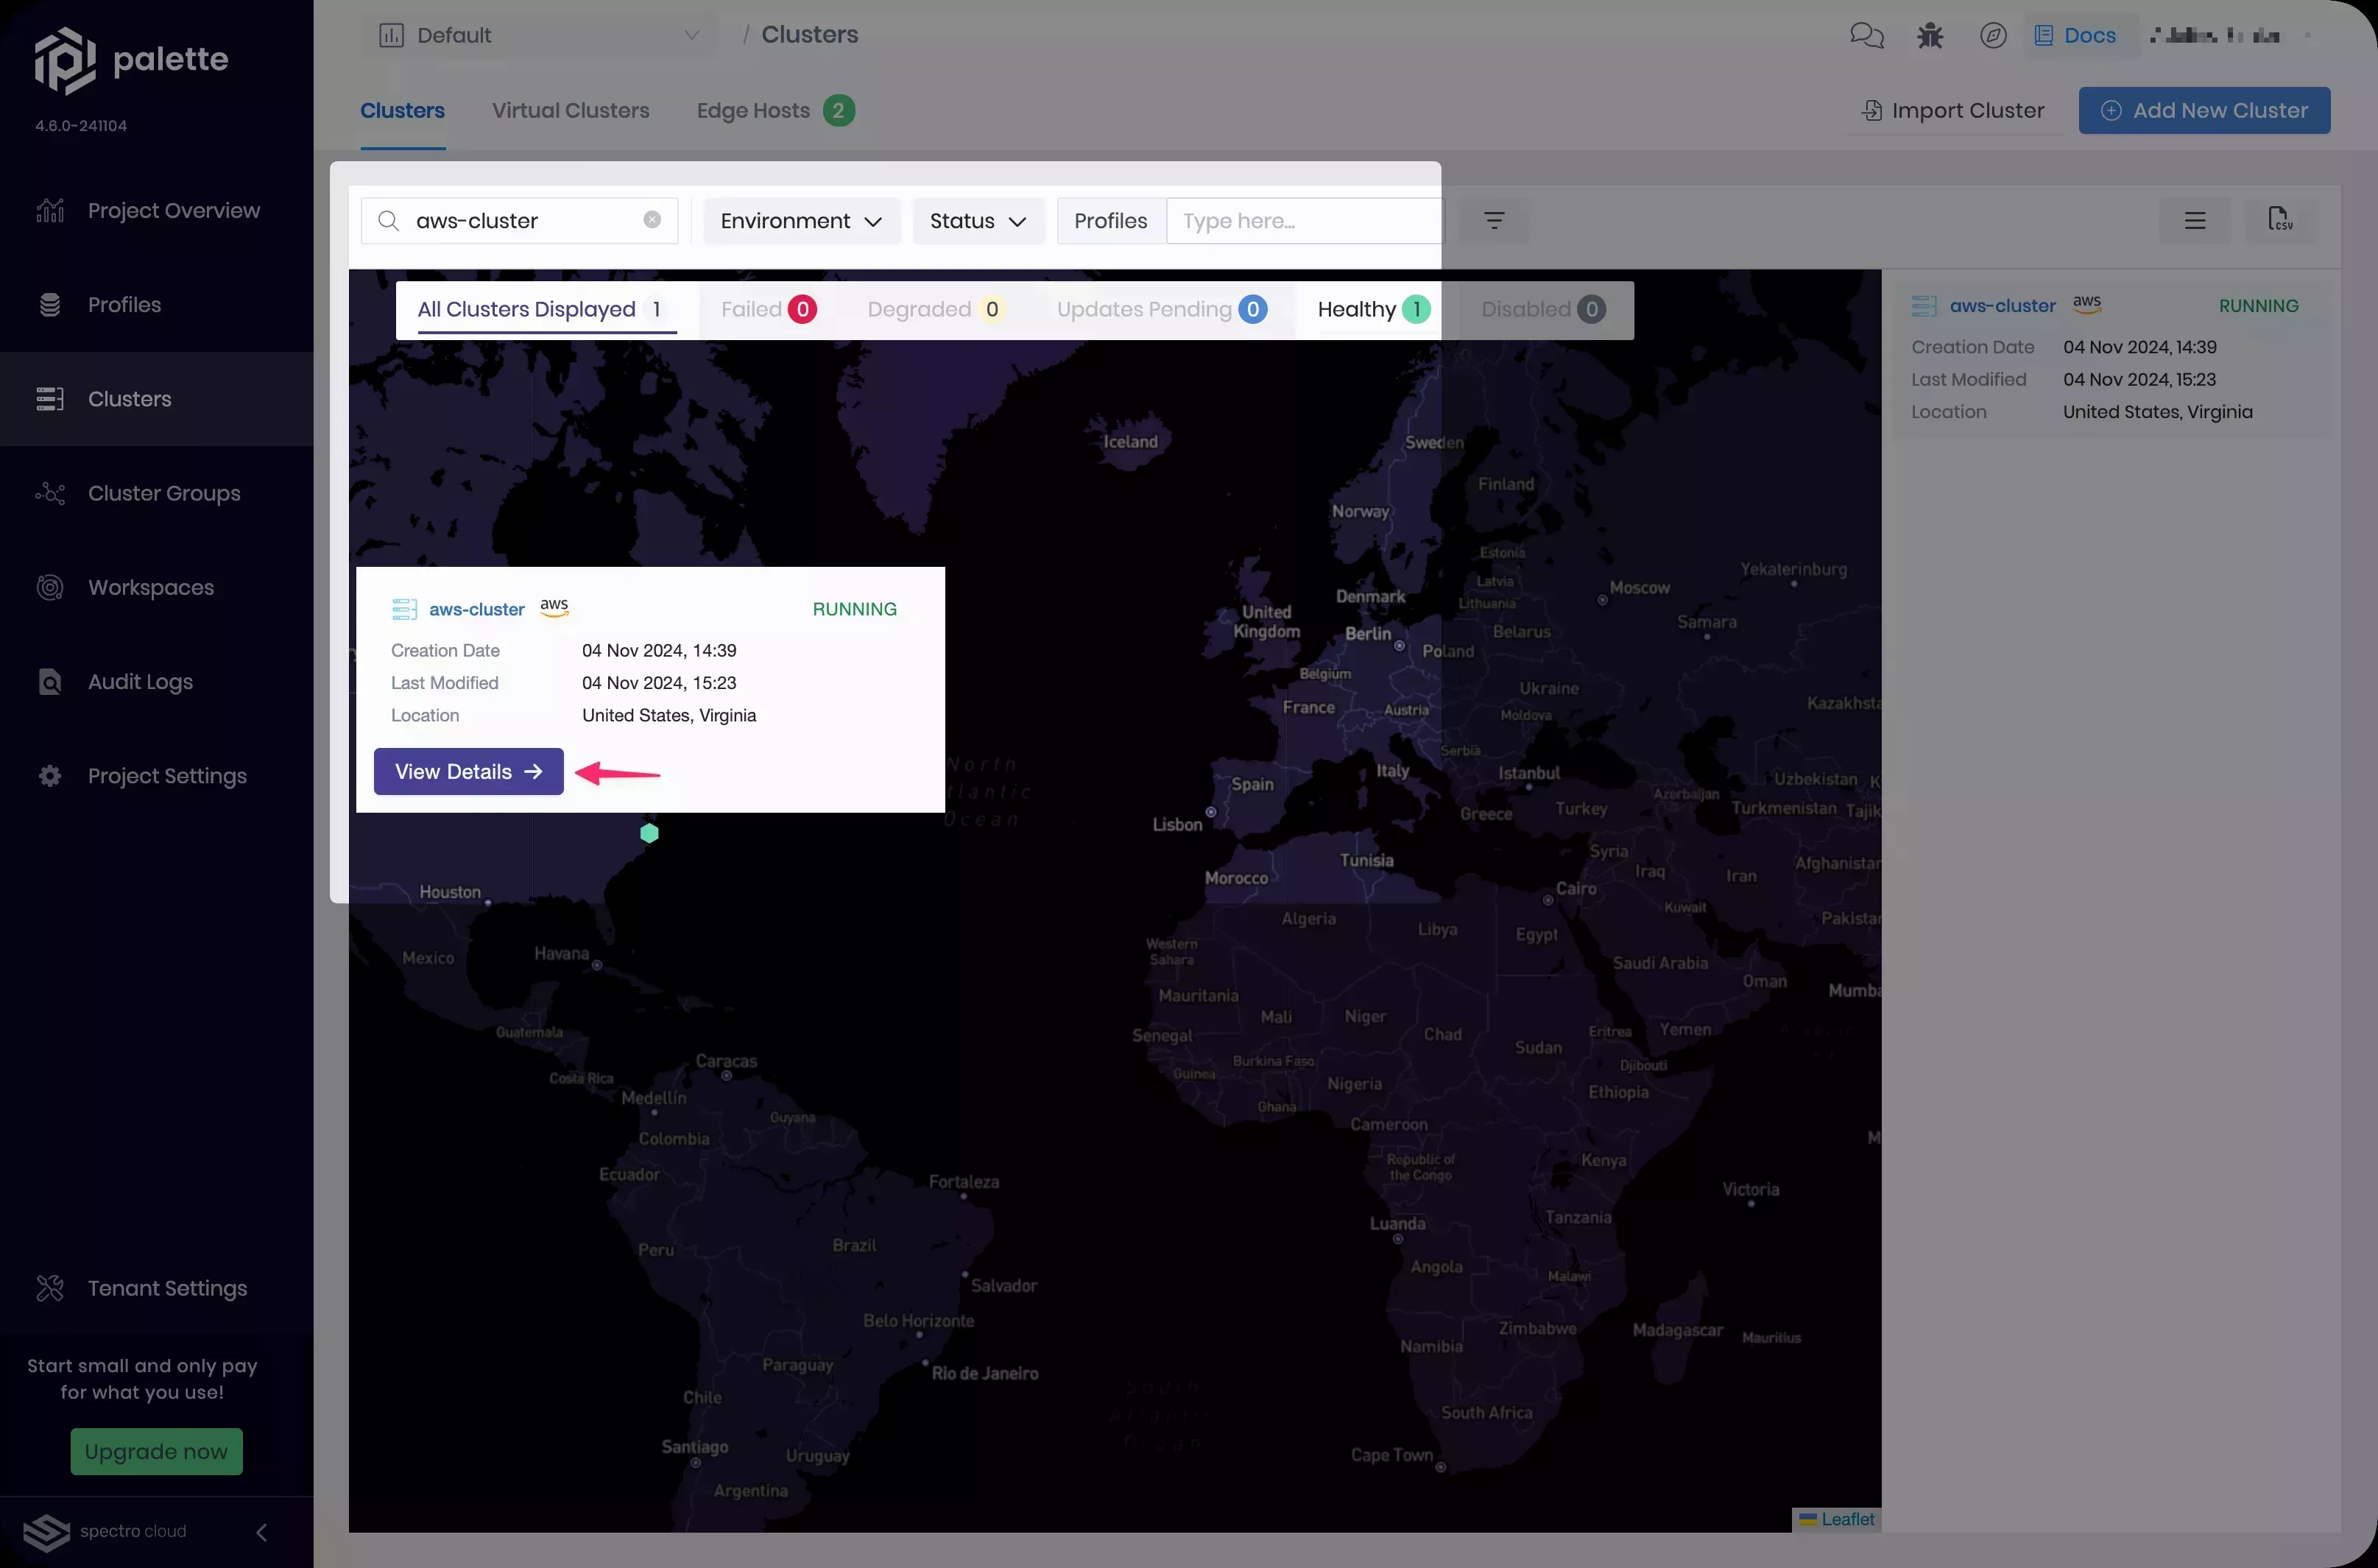 palette
4.6.0-241104
Project Overview
Profiles
Clusters
Cluster Groups
Workspaces
Audit Logs
Project Settings
Tenant Settings
Start small and only pay
for what you use!
Upgrade now
spectro cloud
Default
/ Clusters
Docs
Clusters
Virtual Clusters
Edge Hosts 2
Import Cluster
Add New Cluster
aws-cluster
Environment
Status
Profiles
Type here...
CSV
All Clusters Displayed 1
Failed 0
Degraded 0
Updates Pending 0
Healthy 1
Disabled 0
aws-cluster aws RUNNING
Creation Date 04 Nov 2024, 14:39
Last Modified 04 Nov 2024, 15:23
Location United States, Virginia
View Details
aws-cluster aws RUNNING
Creation Date 04 Nov 2024, 14:39
Last Modified 04 Nov 2024, 15:23
Location United States, Virginia
Iceland
Sweden
Finland
Norway
Estonia
Latvia
Lithuania
Moscow
Yekaterinburg
Denmark
Samara
United
Kingdom
Berlin
Belarus
Poland
Belgium
Ukraine
France
Austria
Moldova
Kazakhsta
Serbia
North
Ocean
Italy
Istanbul
Spain
Uzbekistan
K
Azerbaijan
Turkmenistan
Tajik
Turkey
Greece
Lisbon
Tunisia
Syria
Iraq
Iran
Afghanistan
Morocco
Cairo
Houston
Kuwait
Algeria
Libya
Egypt
Pakistan
Western
Sahara
Havana
Mexico
Saudi Arabia
Oman
Mumba
Mauritania
Mali
Niger
Chad
Eritrea
Yemen
Guatemala
Senegal
Sudan
Burkina Faso
Djibouti
Caracas
Guinea
Nigeria
Costa Rica
Ethiopia
Medellín
Ghana
Guyana
Cameroon
Colombia
M
Republic of
the Congo
Kenya
Ecuador
Fortaleza
Victoria
Luanda
Tanzania
Peru
Brazil
Angola
Malawi
Salvador
Belo Horizonte
Zimbabwe
Madagascar
Mauritius
Namibia
Paraguay
Rio de Janeiro
South
Atlantic
Ocean
Chile
South Africa
Santiago
Uruguay
Cape Town
Argentina
Leaflet